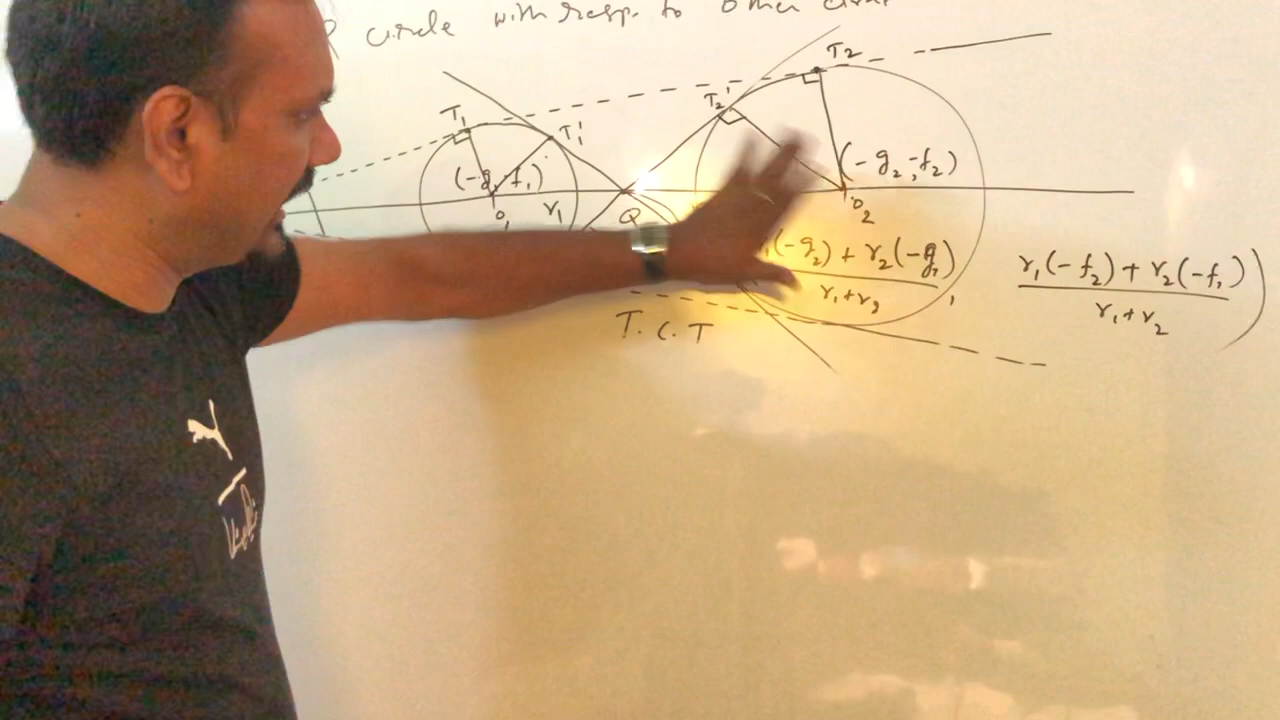 circle with resp. to other
T₁ T₁' T₂' T₂
(-g₁,-f₁) (-g₂,-f₂)
O₁ r₁ Q O₂
(-g₂) + r₂(-g₁) / r₁+r₂ , r₁(-f₂) + r₂(-f₁) / r₁+r₂ )
T.C.T